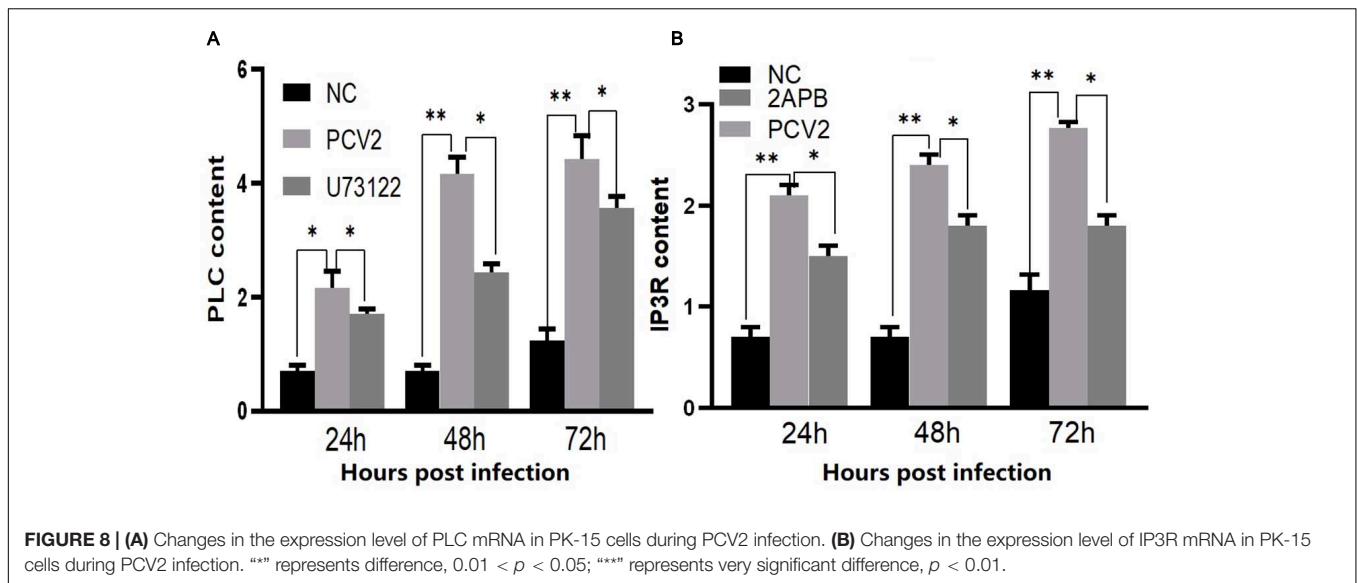 A
6
4
2
0
PLC content
NC
PCV2
U73122
* *
** *
** *
24h 48h 72h
Hours post infection
B
3
2
1
0
IP3R content
NC
2APB
PCV2
** *
** *
** *
24h 48h 72h
Hours post infection
FIGURE 8 | (A) Changes in the expression level of PLC mRNA in PK-15 cells during PCV2 infection. (B) Changes in the expression level of IP3R mRNA in PK-15
cells during PCV2 infection. “*” represents difference, 0.01 < p < 0.05; “**” represents very significant difference, p < 0.01.